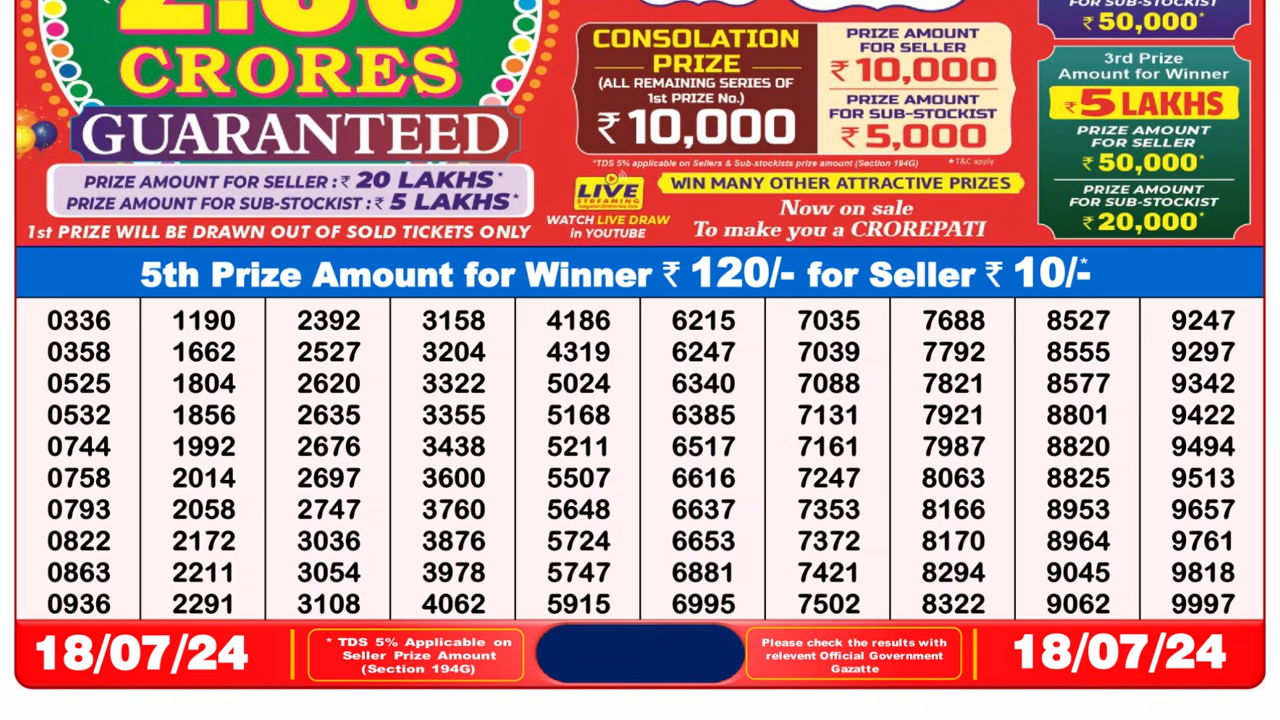 CRORES
GUARANTEED
PRIZE AMOUNT FOR SELLER : ₹ 20 LAKHS*
PRIZE AMOUNT FOR SUB-STOCKIST : ₹ 5 LAKHS*
1st PRIZE WILL BE DRAWN OUT OF SOLD TICKETS ONLY
CONSOLATION
PRIZE
(ALL REMAINING SERIES OF
1st PRIZE No.)
₹ 10,000
PRIZE AMOUNT
FOR SELLER
₹ 10,000
PRIZE AMOUNT
FOR SUB-STOCKIST
₹ 5,000
*TDS 5% applicable on Sellers & Sub-stockists prize amount (Section 194G)
*T&C apply
LIVE
STREAMING
WATCH LIVE DRAW
in YOUTUBE
WIN MANY OTHER ATTRACTIVE PRIZES
Now on sale
To make you a CROREPATI
FOR SUB-STOCKIST
₹ 50,000*
3rd Prize
Amount for Winner
₹ 5 LAKHS
PRIZE AMOUNT
FOR SELLER
₹ 50,000*
PRIZE AMOUNT
FOR SUB-STOCKIST
₹ 20,000*
5th Prize Amount for Winner ₹ 120/- for Seller ₹ 10/-*
0336 1190 2392 3158 4186 6215 7035 7688 8527 9247
0358 1662 2527 3204 4319 6247 7039 7792 8555 9297
0525 1804 2620 3322 5024 6340 7088 7821 8577 9342
0532 1856 2635 3355 5168 6385 7131 7921 8801 9422
0744 1992 2676 3438 5211 6517 7161 7987 8820 9494
0758 2014 2697 3600 5507 6616 7247 8063 8825 9513
0793 2058 2747 3760 5648 6637 7353 8166 8953 9657
0822 2172 3036 3876 5724 6653 7372 8170 8964 9761
0863 2211 3054 3978 5747 6881 7421 8294 9045 9818
0936 2291 3108 4062 5915 6995 7502 8322 9062 9997
18/07/24
* TDS 5% Applicable on
Seller Prize Amount
(Section 194G)
Please check the results with
relevent Official Government
Gazatte
18/07/24